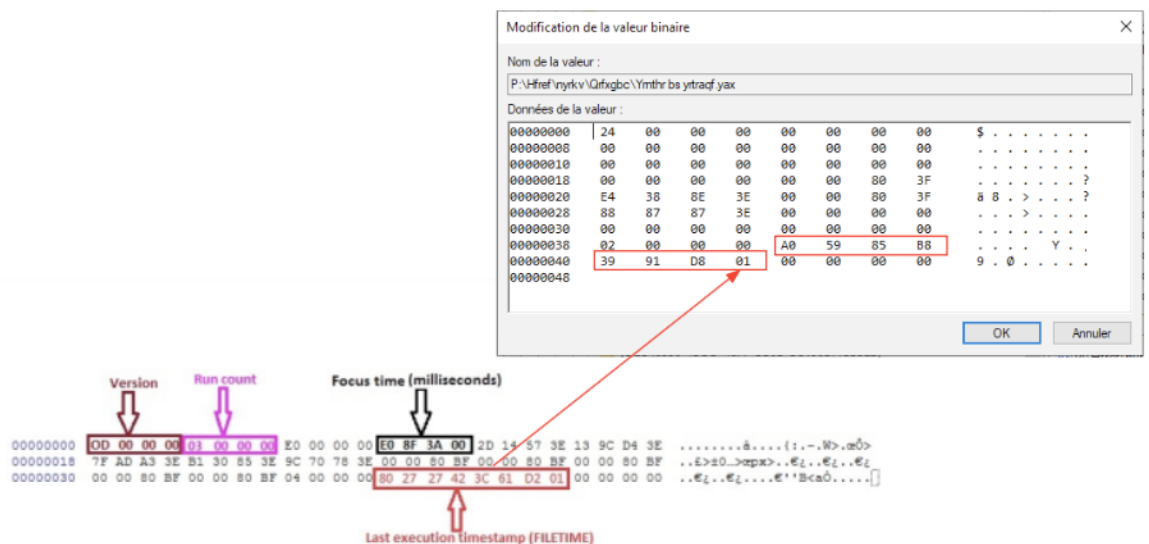 Modification de la valeur binaire
Nom de la valeur :
P:\Hfref\nyrkv\Qrfxgbc\Ymthr bs yrtraqf.yax
Données de la valeur :
00000000 24 00 00 00 00 00 00 00 $ . . . . . . .
00000008 00 00 00 00 00 00 00 00 . . . . . . . .
00000010 00 00 00 00 00 00 00 00 . . . . . . . .
00000018 00 00 00 00 00 00 80 3F . . . . . . . ?
00000020 E4 38 8E 3E 00 00 80 3F ä 8 . > . . . ?
00000028 88 87 87 3E 00 00 00 00 . . . > . . . .
00000030 00 00 00 00 00 00 00 00 . . . . . . . .
00000038 02 00 00 00 A0 59 85 B8 . . . . Y . .
00000040 39 91 D8 01 00 00 00 00 9 . Ø . . . . .
00000048
OK Annuler
Version Run count Focus time (milliseconds)
00000000 0D 00 00 00 03 00 00 00 E0 00 00 00 E0 8F 3A 00 2D 14 57 3E 13 9C D4 3E
00000018 7F AD A3 3E B1 30 85 3E 9C 70 78 3E 00 00 80 BF 00 00 80 BF 00 00 80 BF
00000030 00 00 80 BF 00 00 80 BF 04 00 00 00 80 27 27 42 3C 61 D2 01 00 00 00 00
Last execution timestamp (FILETIME)